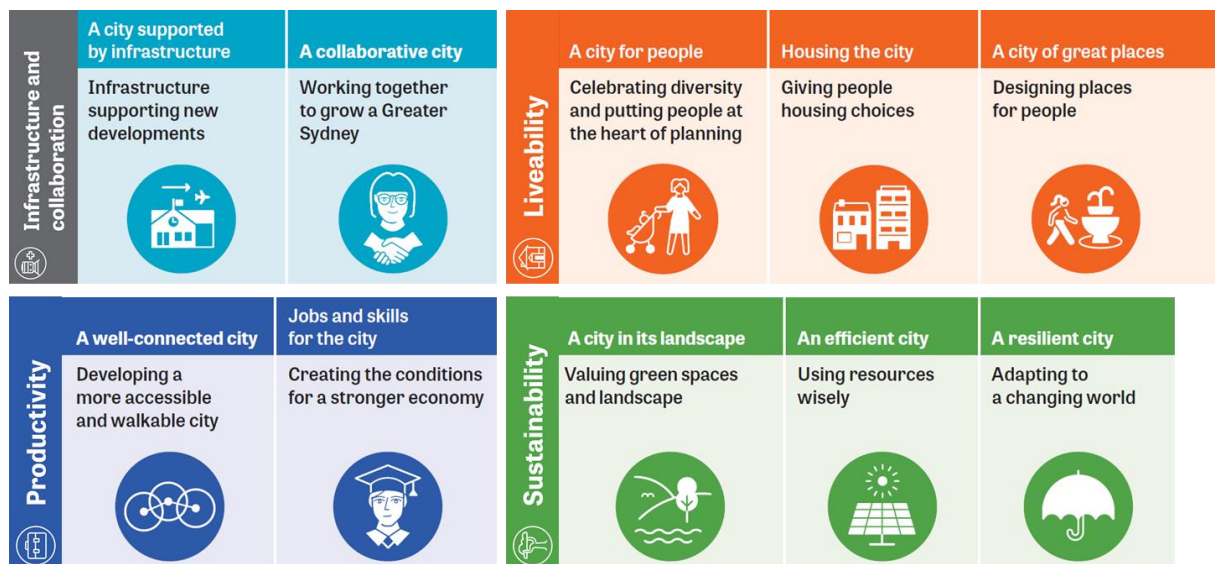 Infrastructure and
collaboration
A city supported
by infrastructure
Infrastructure
supporting new
developments
A collaborative city
Working together
to grow a Greater
Sydney
Liveability
A city for people
Celebrating diversity
and putting people at
the heart of planning
Housing the city
Giving people
housing choices
A city of great places
Designing places
for people
Productivity
A well-connected city
Developing a
more accessible
and walkable city
Jobs and skills
for the city
Creating the conditions
for a stronger economy
Sustainability
A city in its landscape
Valuing green spaces
and landscape
An efficient city
Using resources
wisely
A resilient city
Adapting to
a changing world